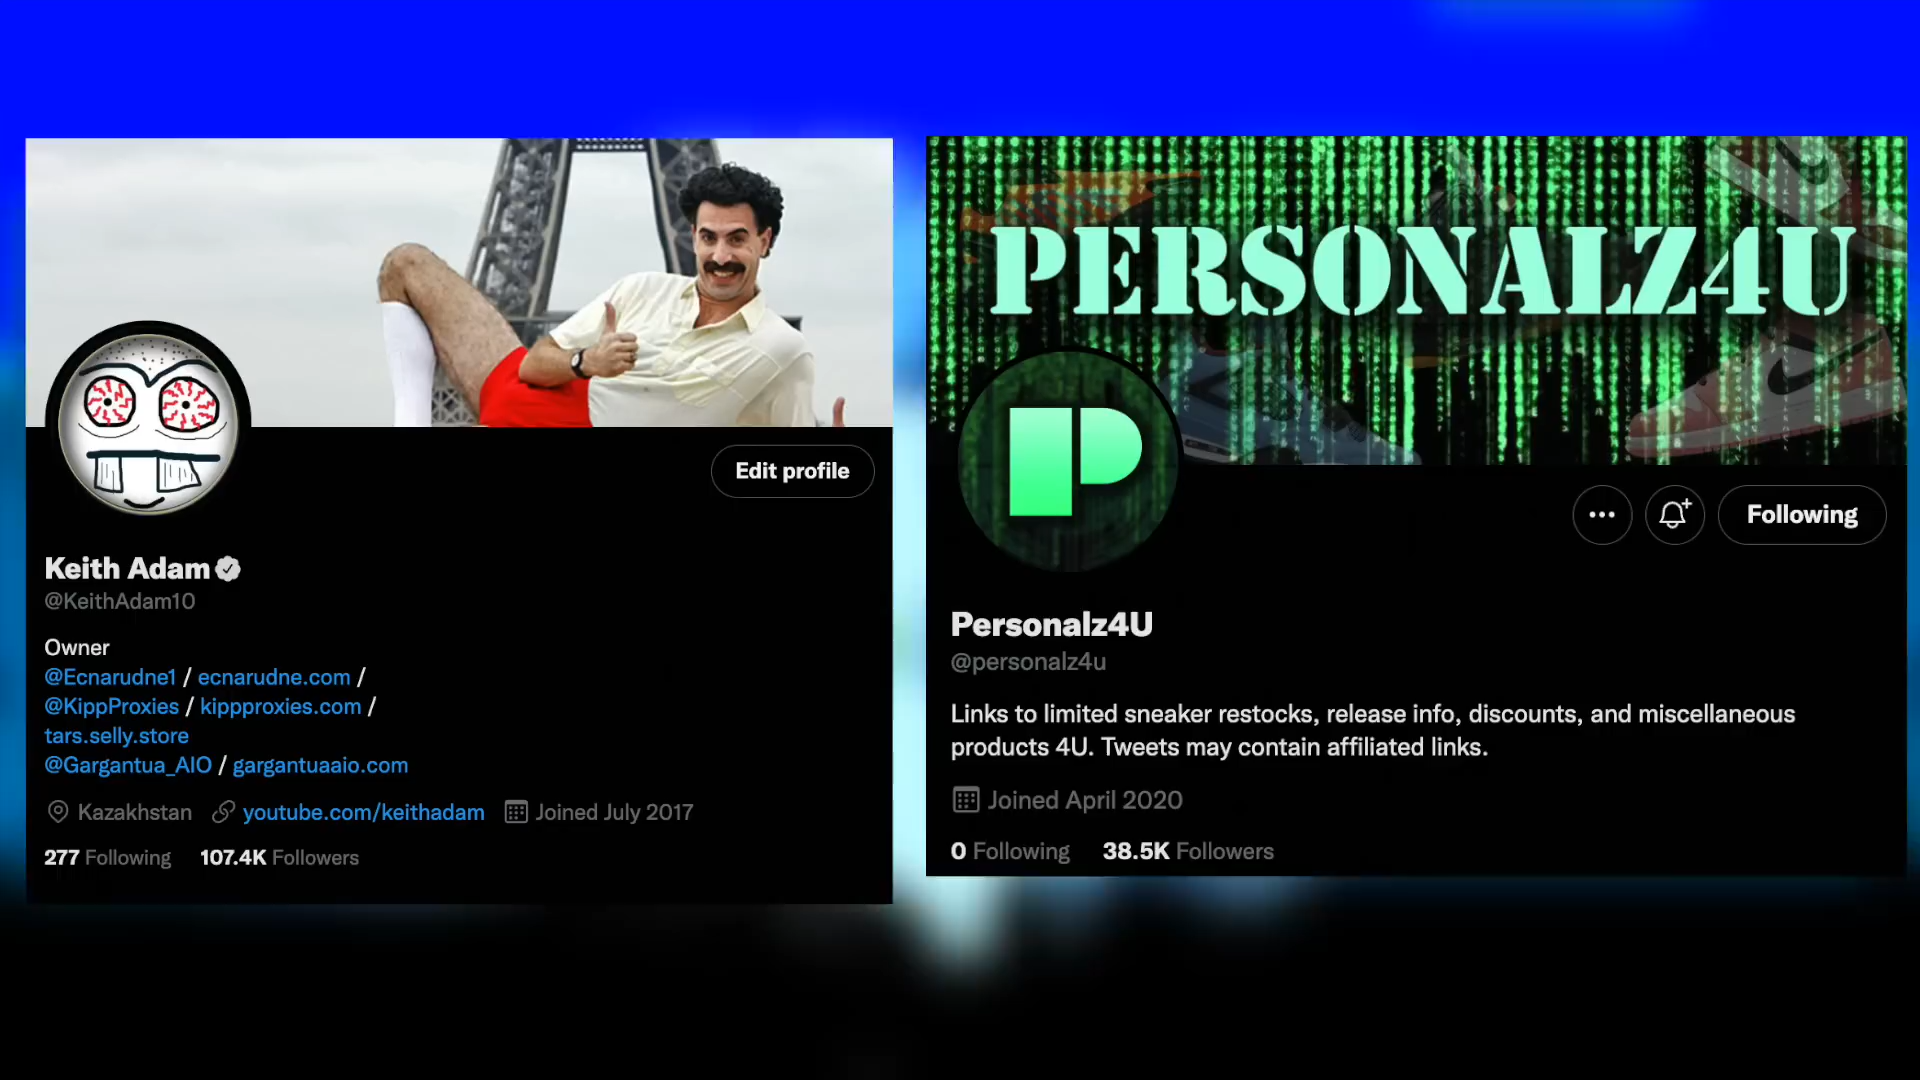 Edit profile
Keith Adam
@KeithAdam10
Owner
@Ecnarudne1 / ecnarudne.com /
@KippProxies / kippproxies.com /
tars.selly.store
@Gargantua_AIO / gargantuaaio.com
Kazakhstan youtube.com/keithadam Joined July 2017
277 Following 107.4K Followers
PERSONALZ4U
P
Following
Personalz4U
@personalz4u
Links to limited sneaker restocks, release info, discounts, and miscellaneous
products 4U. Tweets may contain affiliated links.
Joined April 2020
0 Following 38.5K Followers